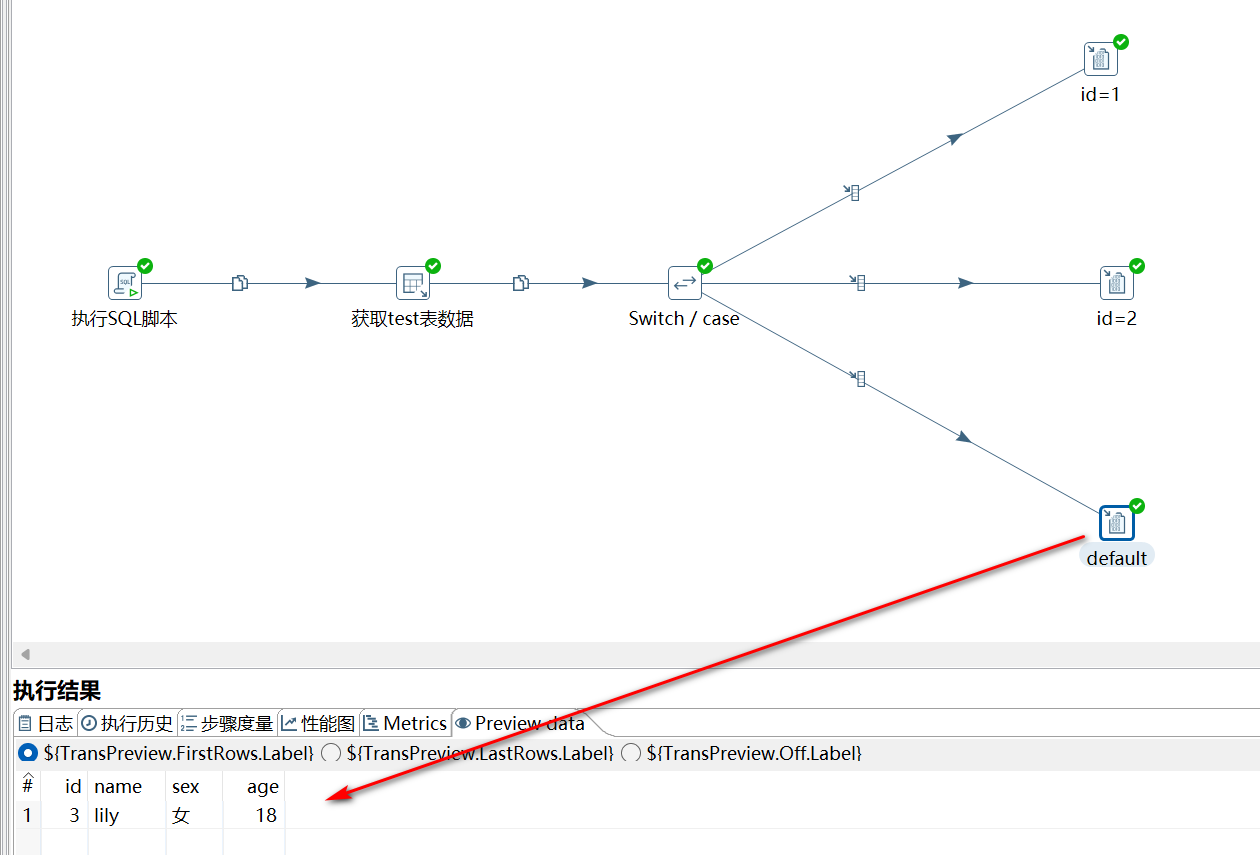 id=1
执行SQL脚本
获取test表数据
Switch / case
id=2
default
执行结果
日志 执行历史 步骤度量 性能图 Metrics Preview data
${TransPreview.FirstRows.Label} ${TransPreview.LastRows.Label} ${TransPreview.Off.Label}
# id name sex age
1 3 lily 女 18